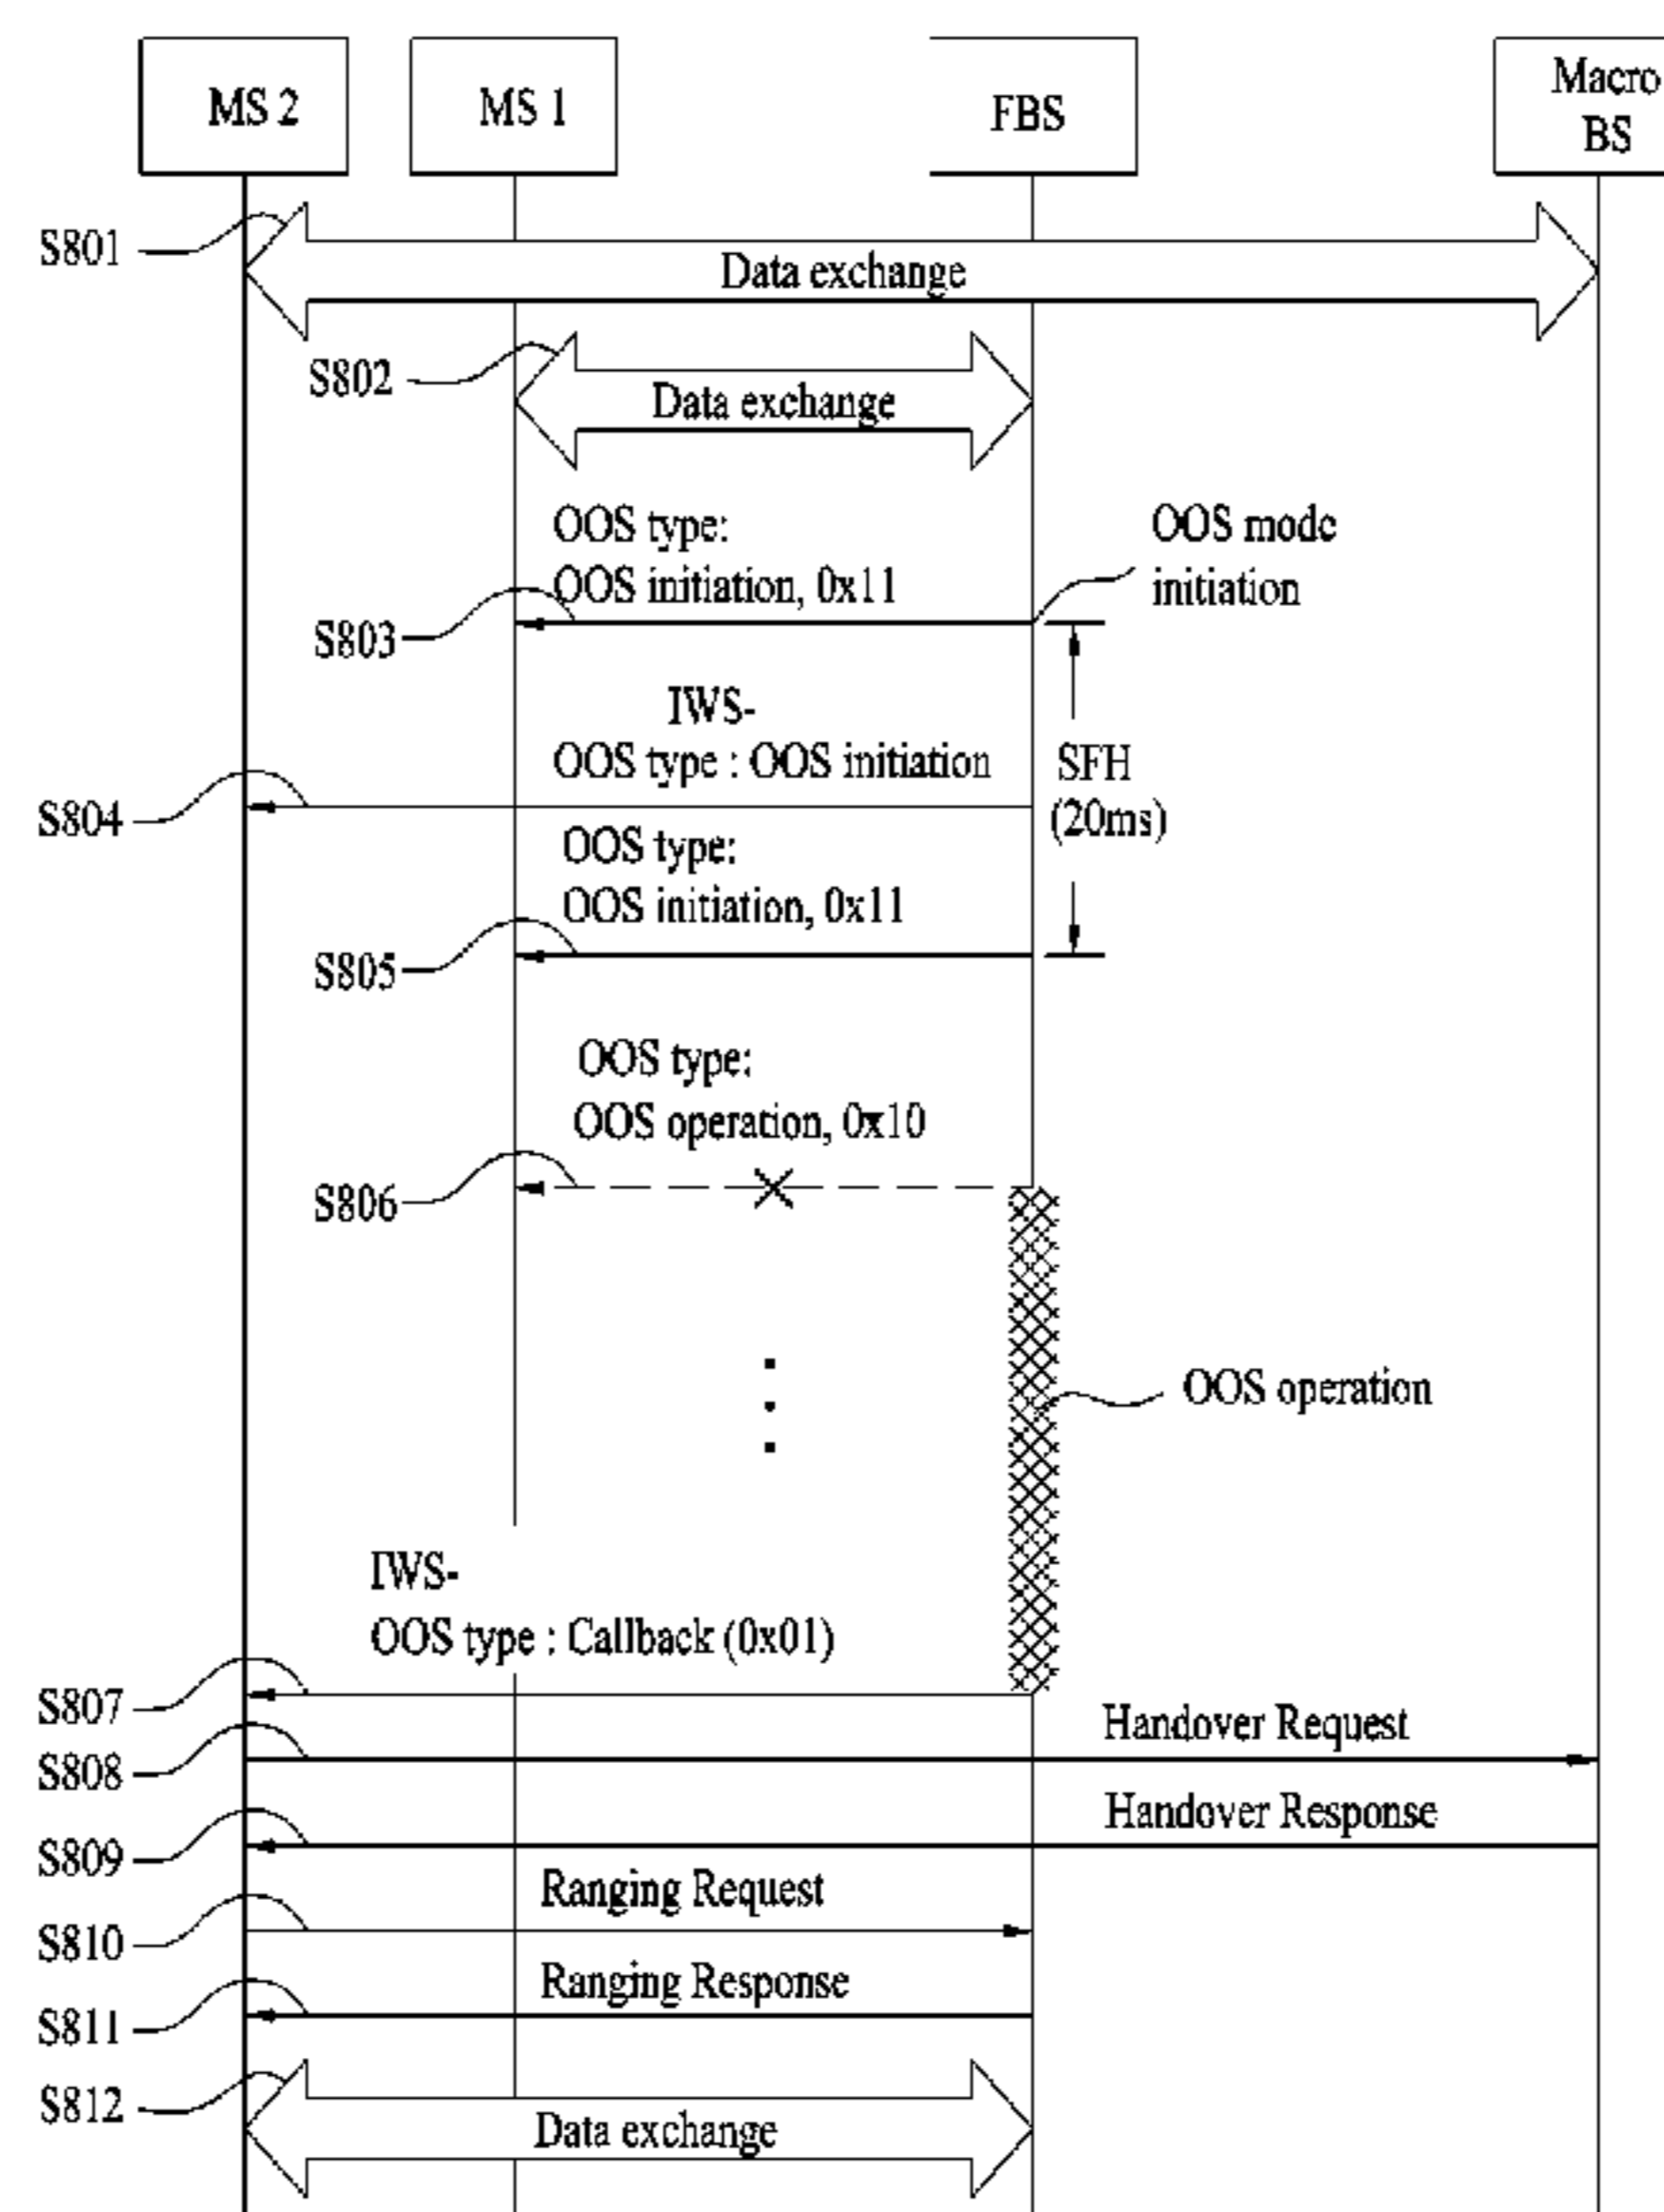 MS 2
MS 1
FBS
Macro
BS
S801
Data exchange
S802
Data exchange
OOS type:
OOS initiation, 0x11
OOS mode
initiation
S803
IWS-
OOS type : OOS initiation
SFH
(20ms)
S804
OOS type:
OOS initiation, 0x11
S805
OOS type:
OOS operation, 0x10
S806
OOS operation
IWS-
OOS type : Callback (0x01)
S807
Handover Request
S808
Handover Response
S809
Ranging Request
S810
Ranging Response
S811
S812
Data exchange